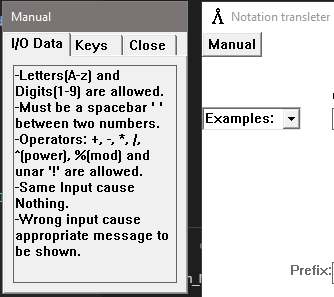 Manual
I/O Data Keys Close
-Letters(A-z) and
Digits(1-9) are allowed.
-Must be a spacebar ' '
between two numbers.
-Operators: +, -, *, /,
^(power), %(mod) and
unar '!' are allowed.
-Same Input cause
Nothing.
-Wrong input cause
appropriate message to
be shown.
Notation transleter
Manual
Examples:
Prefix: